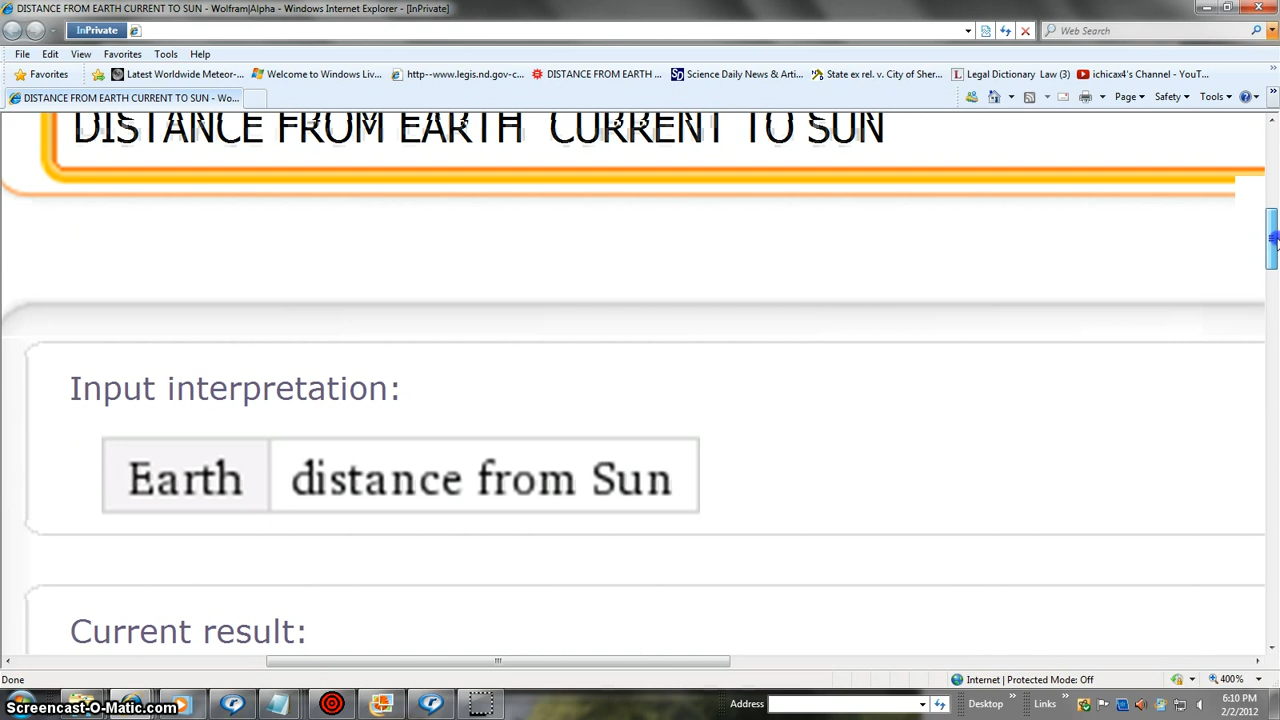 DISTANCE FROM EARTH CURRENT TO SUN - Wolfram|Alpha - Windows Internet Explorer - [InPrivate]
InPrivate
Web Search
File Edit View Favorites Tools Help
Favorites Latest Worldwide Meteor-... Welcome to Windows Liv... http--www.legis.nd.gov-c... DISTANCE FROM EARTH ... Science Daily News & Arti... State ex rel. v. City of Sher... Legal Dictionary Law (3) ichicax4's Channel - YouT...
DISTANCE FROM EARTH CURRENT TO SUN - Wo... Page Safety Tools
DISTANCE FROM EARTH CURRENT TO SUN
Input interpretation:
Earth distance from Sun
Current result:
Done Internet | Protected Mode: Off 400%
Screencast-O-Matic.com Address Desktop Links 6:10 PM
2/2/2012